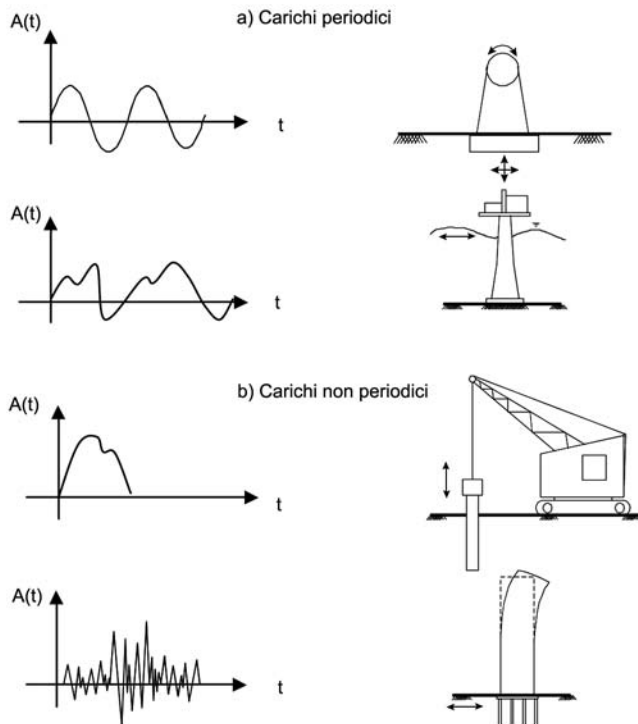 a) Carichi periodici
A(t)
t
A(t)
t
b) Carichi non periodici
A(t)
t
A(t)
t